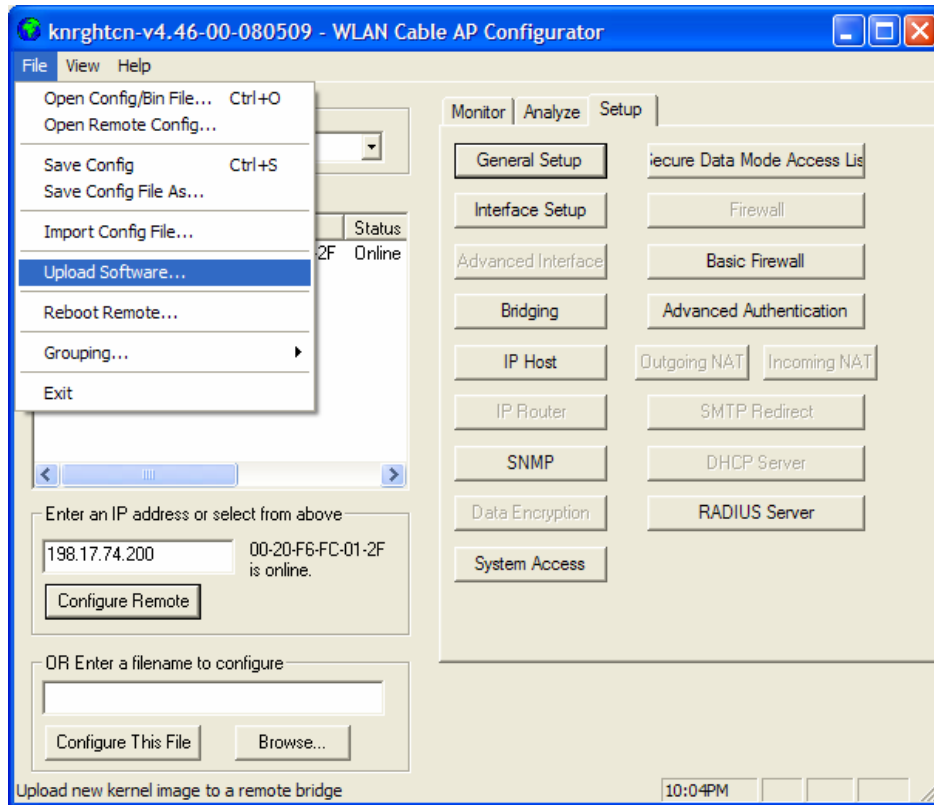 knrghtcn-v4.46-00-080509 - WLAN Cable AP Configurator
File View Help
Open Config/Bin File... Ctrl+O
Open Remote Config...
Save Config Ctrl+S
Save Config File As...
Import Config File...
Upload Software...
Reboot Remote...
Grouping...
Exit
Status
-2F Online
Monitor Analyze Setup
General Setup Secure Data Mode Access Lis
Interface Setup Firewall
Advanced Interface Basic Firewall
Bridging Advanced Authentication
IP Host Outgoing NAT Incoming NAT
IP Router SMTP Redirect
SNMP DHCP Server
Data Encryption RADIUS Server
System Access
Enter an IP address or select from above
198.17.74.200
00-20-F6-FC-01-2F
is online.
Configure Remote
OR Enter a filename to configure
Configure This File Browse...
Upload new kernel image to a remote bridge 10:04PM